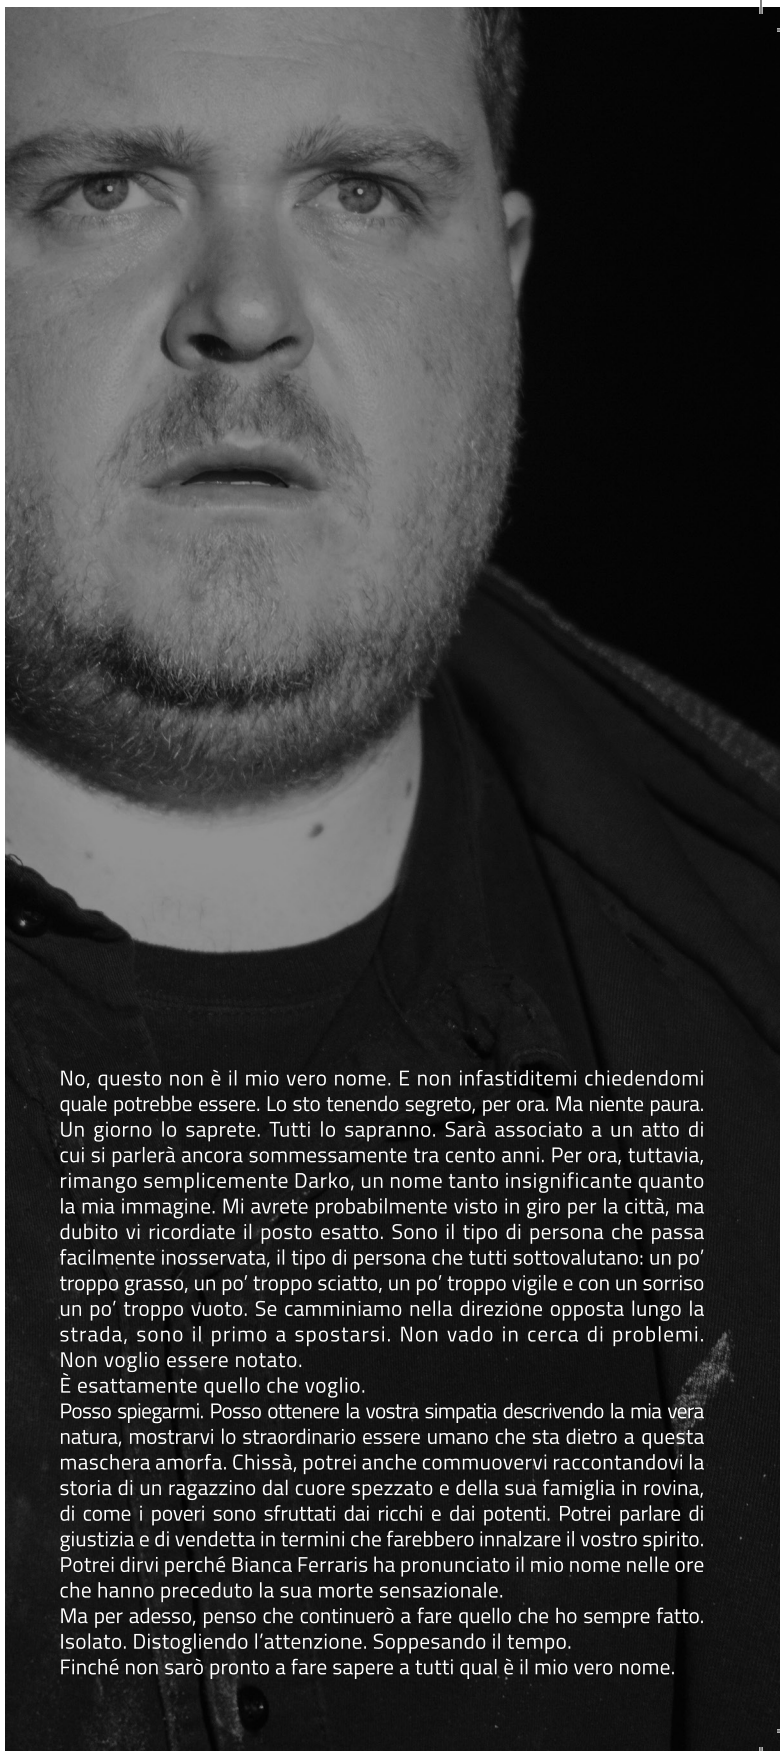 No, questo non è il mio vero nome. E non infastiditemi chiedendomi
quale potrebbe essere. Lo sto tenendo segreto, per ora. Ma niente paura.
Un giorno lo saprete. Tutti lo sapranno. Sarà associato a un atto di
cui si parlerà ancora sommessamente tra cento anni. Per ora, tuttavia,
rimango semplicemente Darko, un nome tanto insignificante quanto
la mia immagine. Mi avrete probabilmente visto in giro per la città, ma
dubito vi ricordiate il posto esatto. Sono il tipo di persona che passa
facilmente inosservata, il tipo di persona che tutti sottovalutano: un po’
troppo grasso, un po’ troppo sciatto, un po’ troppo vigile e con un sorriso
un po’ troppo vuoto. Se camminiamo nella direzione opposta lungo la
strada, sono il primo a spostarsi. Non vado in cerca di problemi.
Non voglio essere notato.
È esattamente quello che voglio.
Posso spiegarmi. Posso ottenere la vostra simpatia descrivendo la mia vera
natura, mostrarvi lo straordinario essere umano che sta dietro a questa
maschera amorfa. Chissà, potrei anche commuovervi raccontandovi la
storia di un ragazzino dal cuore spezzato e della sua famiglia in rovina,
di come i poveri sono sfruttati dai ricchi e dai potenti. Potrei parlare di
giustizia e di vendetta in termini che farebbero innalzare il vostro spirito.
Potrei dirvi perché Bianca Ferraris ha pronunciato il mio nome nelle ore
che hanno preceduto la sua morte sensazionale.
Ma per adesso, penso che continuerò a fare quello che ho sempre fatto.
Isolato. Distogliendo l’attenzione. Soppesando il tempo.
Finché non sarò pronto a fare sapere a tutti qual è il mio vero nome.